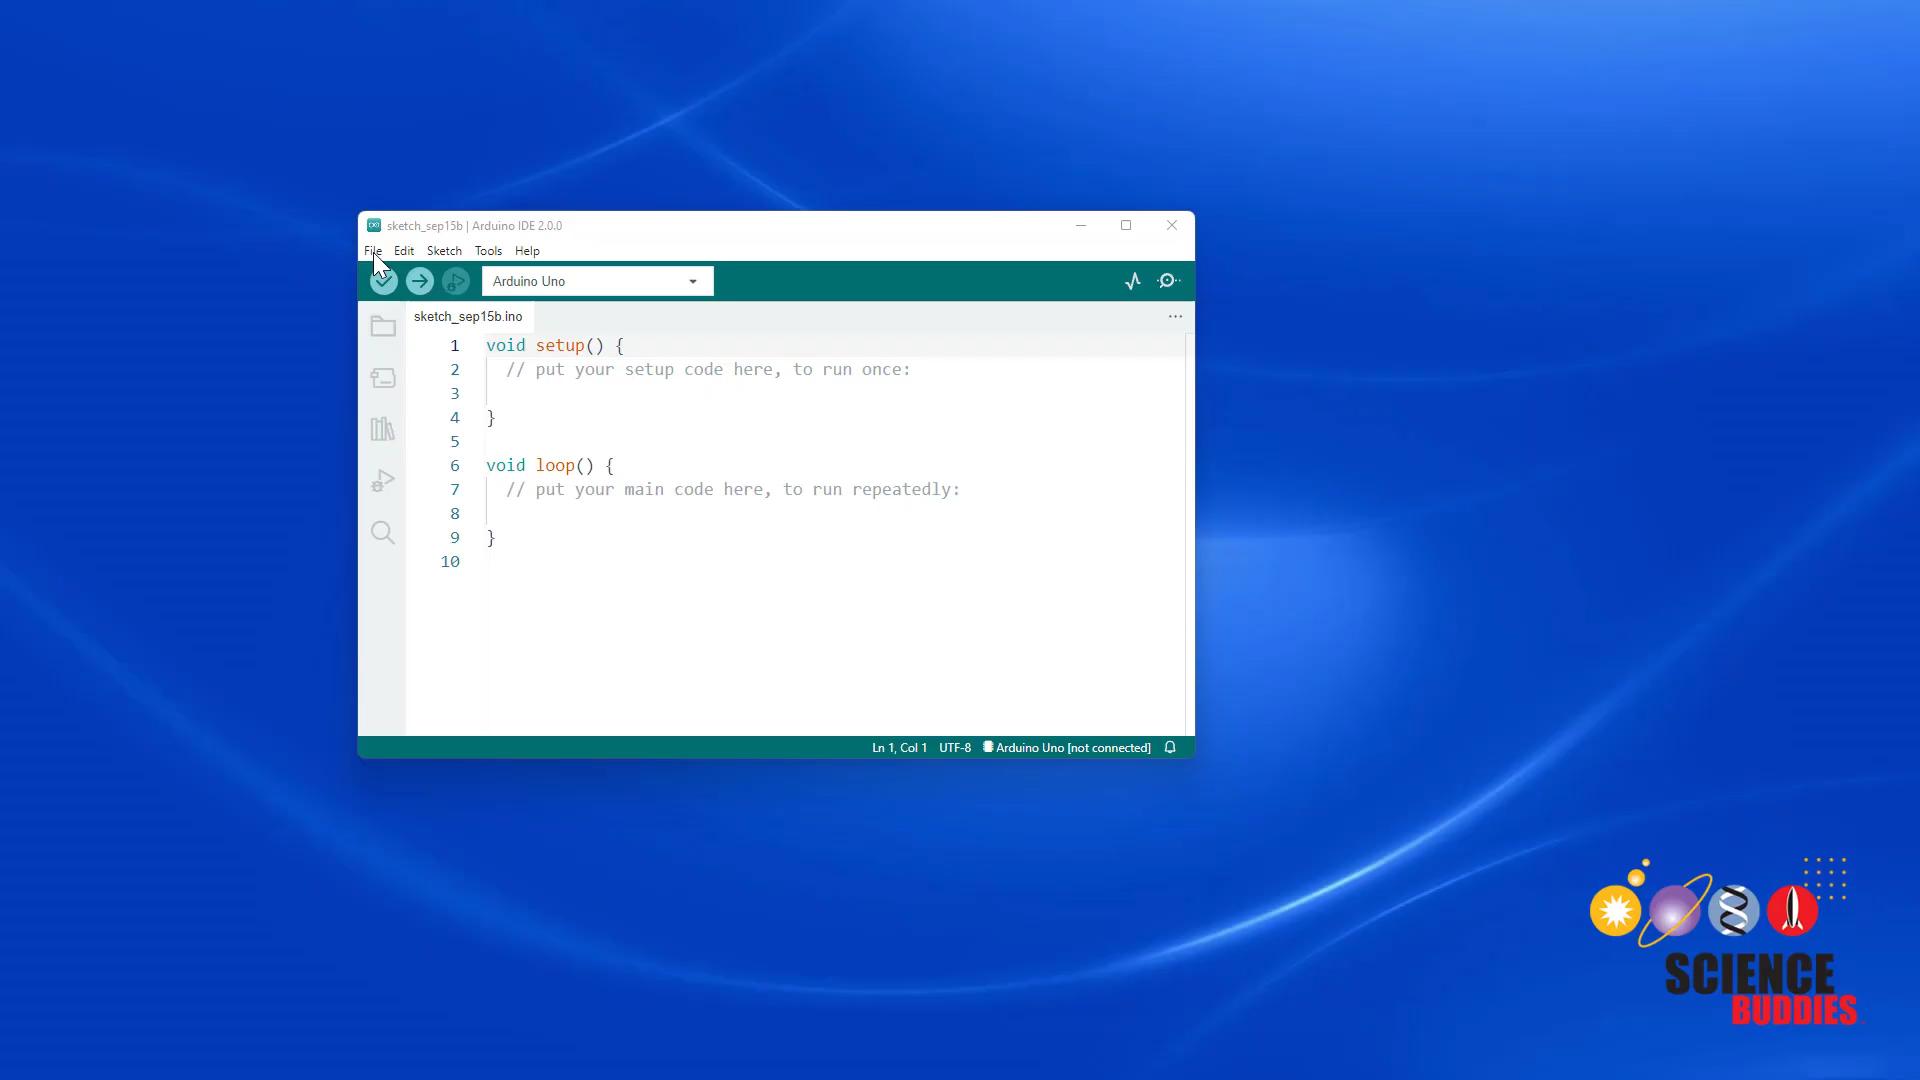 sketch_sep15b | Arduino IDE 2.0.0
File Edit Sketch Tools Help
Arduino Uno
sketch_sep15b.ino
1 void setup() {
2 // put your setup code here, to run once:
3
4 }
5
6 void loop() {
7 // put your main code here, to run repeatedly:
8
9 }
10
Ln 1, Col 1 UTF-8 Arduino Uno [not connected]
SCIENCE
BUDDIES